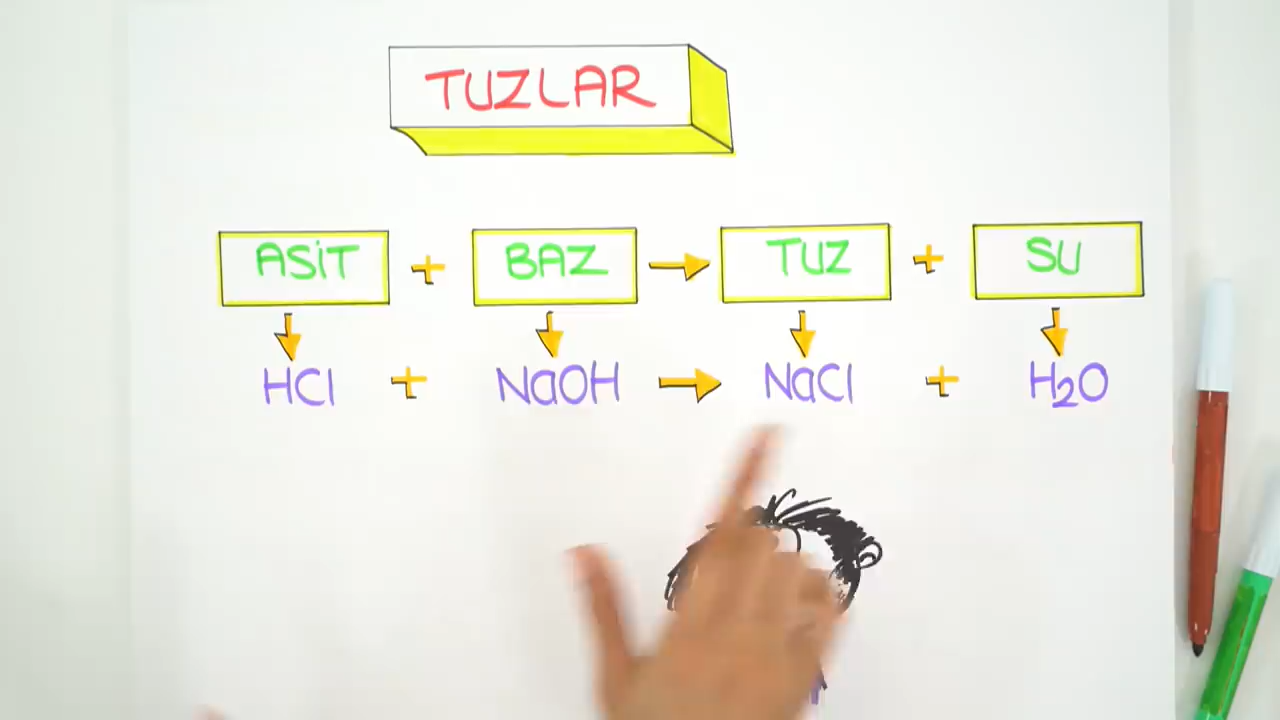 TUZLAR
ASİT + BAZ → TUZ + SU
HCl + NaOH → NaCl + H₂O